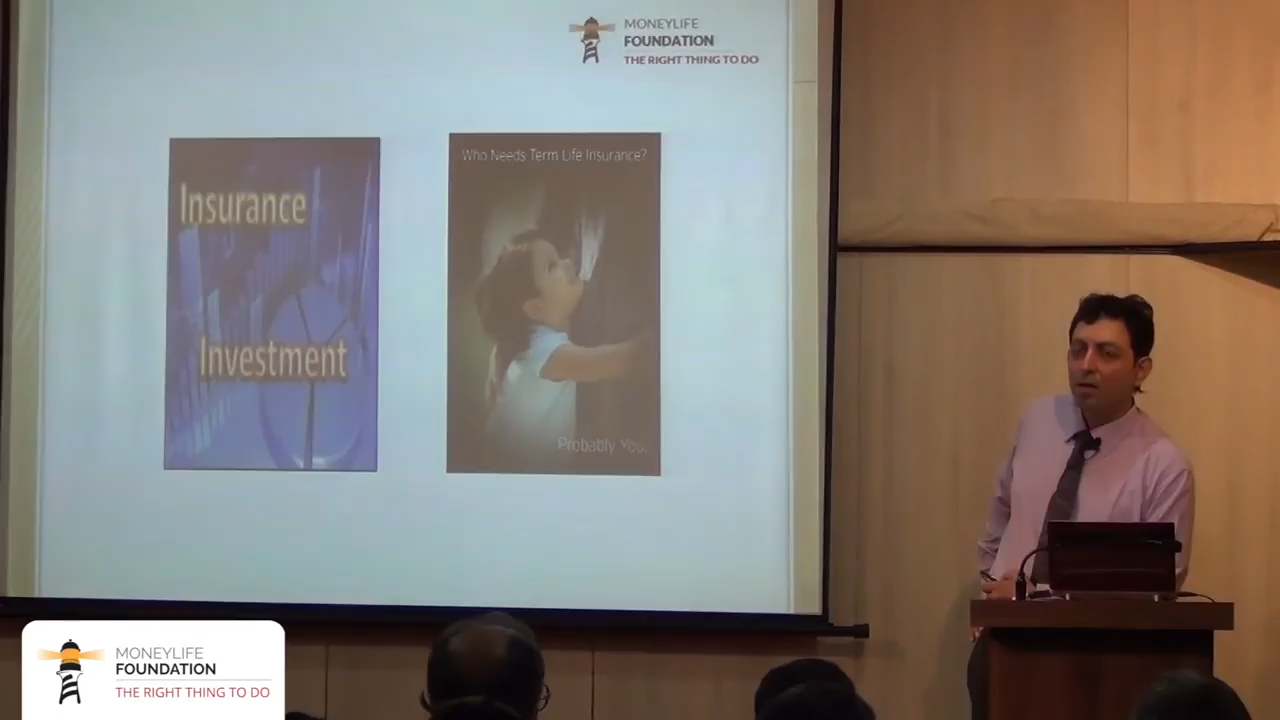 MONEYLIFE
FOUNDATION
THE RIGHT THING TO DO
Insurance
Investment
Who Needs Term Life Insurance?
Probably You.
MONEYLIFE
FOUNDATION
THE RIGHT THING TO DO